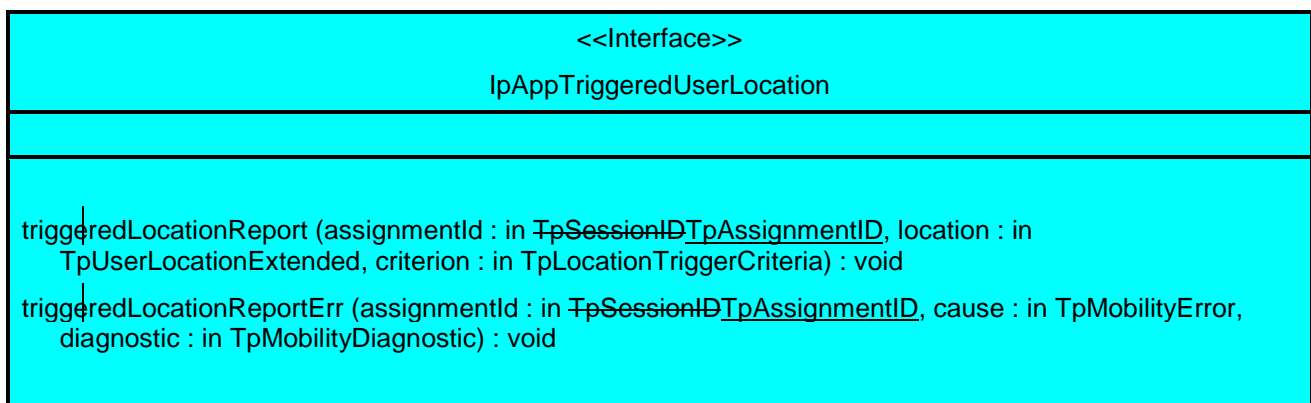 <<Interface>>
IpAppTriggeredUserLocation
triggeredLocationReport (assignmentId : in TpSessionIDTpAssignmentID, location : in
TpUserLocationExtended, criterion : in TpLocationTriggerCriteria) : void
triggeredLocationReportErr (assignmentId : in TpSessionIDTpAssignmentID, cause : in TpMobilityError,
diagnostic : in TpMobilityDiagnostic) : void